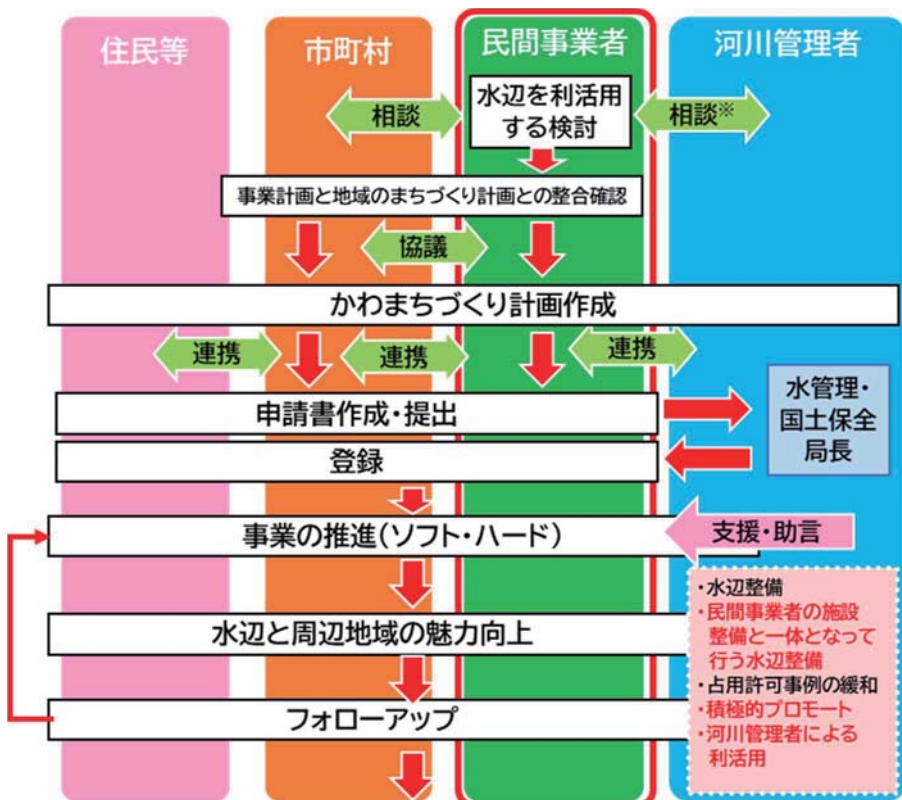 住民等
市町村
民間事業者
河川管理者
相談
水辺を利活用
する検討
相談※
事業計画と地域のまちづくり計画との整合確認
協議
かわまちづくり計画作成
連携
連携
連携
申請書作成・提出
水管理・
国土保全
局長
登録
事業の推進(ソフト・ハード)
支援・助言
水辺と周辺地域の魅力向上
フォローアップ
・水辺整備
・民間事業者の施設
整備と一体となって
行う水辺整備
・占用許可事例の緩和
・積極的プロモート
・河川管理者による
利活用